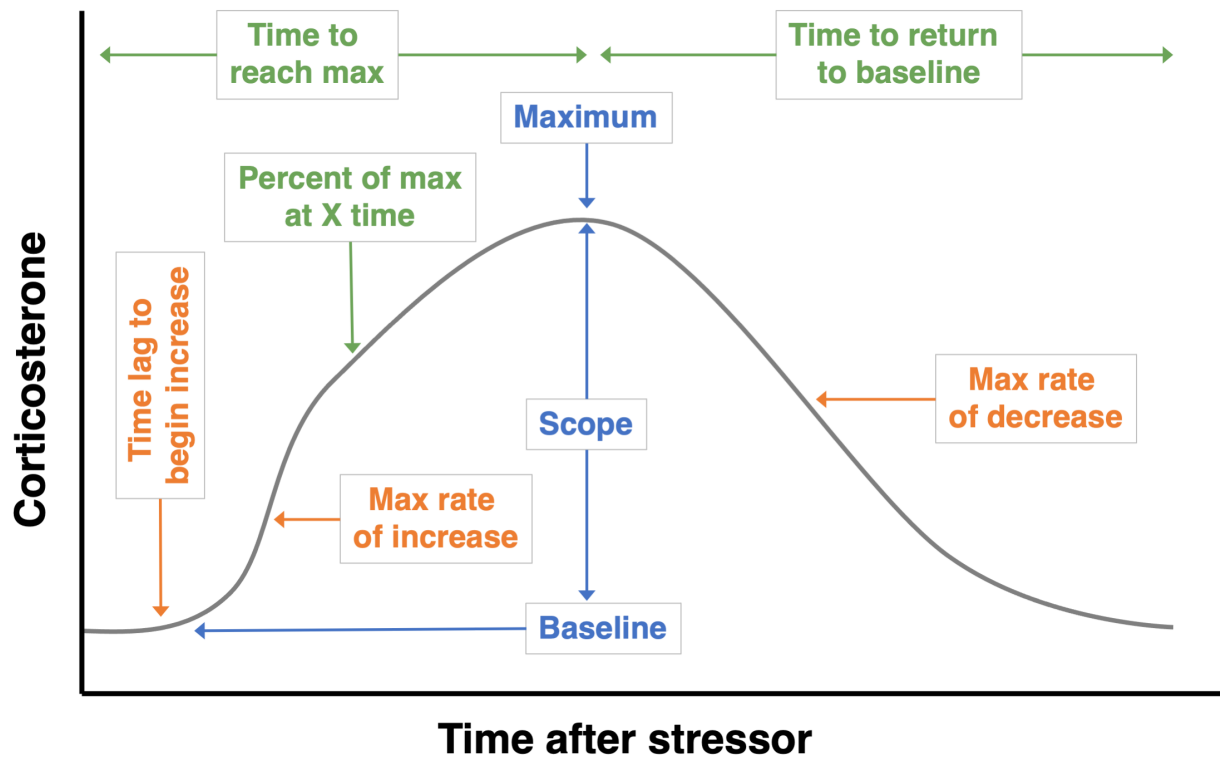 Time to
reach max
Time to return
to baseline
Maximum
Percent of max
at X time
Time lag to
begin increase
Scope
Max rate
of decrease
Max rate
of increase
Baseline
Corticosterone
Time after stressor